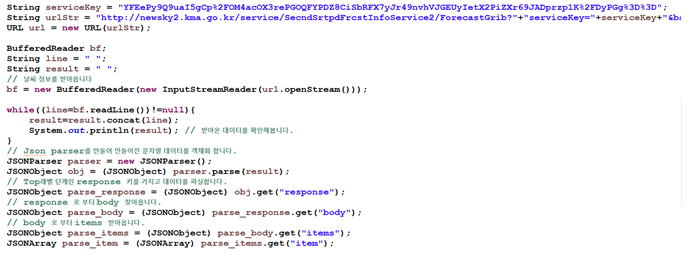 String serviceKey = "YFEePy9Q9uaI5gCp%2FOM4acOX3rePGOQFYPDZ8CiSbRFX7yJr49nvhVJGEUyIetX2PiZXr69JADprzp1K%2FDyPGg%3D%3D";
String urlStr = "http://newsky2.kma.go.kr/service/SecndSrtpdFrcstInfoService2/ForecastGrib?"+"serviceKey="+serviceKey+"&ba
URL url = new URL(urlStr);
BufferedReader bf;
String line = " ";
String result = " ";
// 날씨 정보를 받아옵니다
bf = new BufferedReader(new InputStreamReader(url.openStream()));
while((line=bf.readLine())!=null){
result=result.concat(line);
System.out.println(result); // 받아온 데이터를 확인해봅니다.
}
// Json parser를 만들어 만들어진 문자열 데이터를 객체화 합니다.
JSONParser parser = new JSONParser();
JSONObject obj = (JSONObject) parser.parse(result);
// Top레벨 단계인 response 키를 가지고 데이터를 파싱합니다.
JSONObject parse_response = (JSONObject) obj.get("response");
// response 로 부터 body 찾아옵니다.
JSONObject parse_body = (JSONObject) parse_response.get("body");
// body 로 부터 items 받아옵니다.
JSONObject parse_items = (JSONObject) parse_body.get("items");
JSONArray parse_item = (JSONArray) parse_items.get("item");